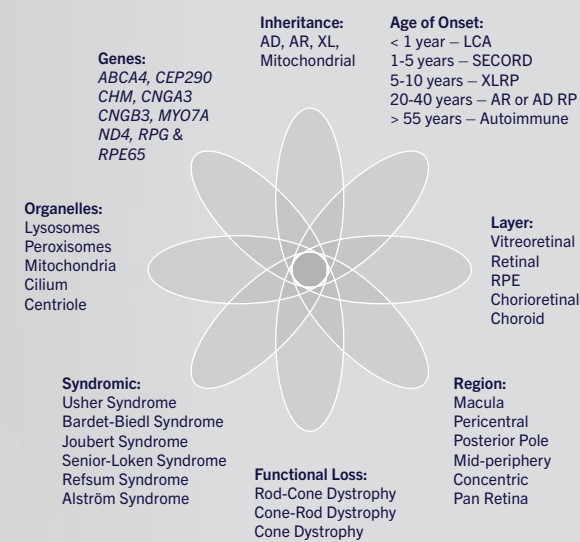 Inheritance:
AD, AR, XL,
Mitochondrial
Age of Onset:
< 1 year – LCA
1-5 years – SECORD
5-10 years – XLRP
20-40 years – AR or AD RP
> 55 years – Autoimmune
Genes:
ABCA4, CEP290
CHM, CNGA3
CNGB3, MYO7A
ND4, RPG &
RPE65
Organelles:
Lysosomes
Peroxisomes
Mitochondria
Cilium
Centriole
Layer:
Vitreoretinal
Retinal
RPE
Chorioretinal
Choroid
Syndromic:
Usher Syndrome
Bardet-Biedl Syndrome
Joubert Syndrome
Senior-Loken Syndrome
Refsum Syndrome
Alström Syndrome
Functional Loss:
Rod-Cone Dystrophy
Cone-Rod Dystrophy
Cone Dystrophy
Region:
Macula
Pericentral
Posterior Pole
Mid-periphery
Concentric
Pan Retina